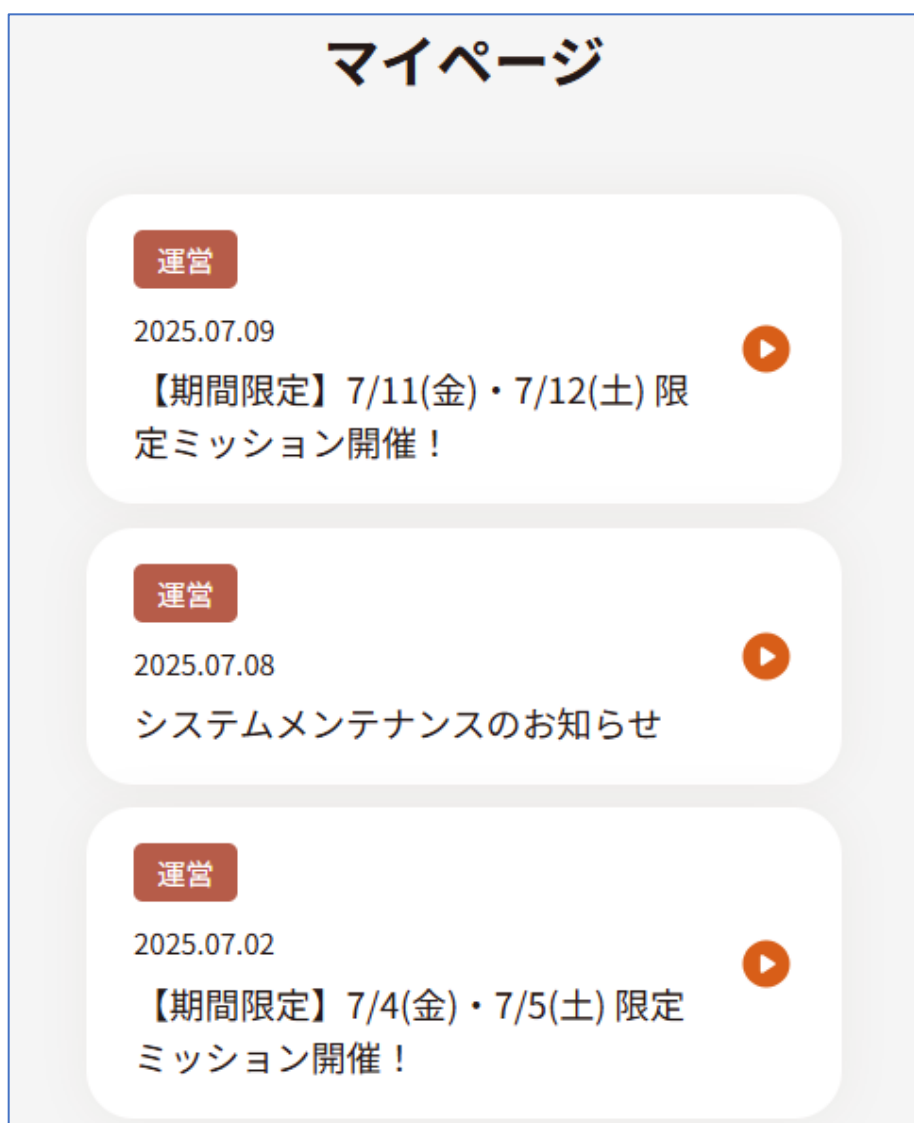 マイページ
運営
2025.07.09
【期間限定】7/11(金)・7/12(土) 限
定ミッション開催！
運営
2025.07.08
システムメンテナンスのお知らせ
運営
2025.07.02
【期間限定】7/4(金)・7/5(土) 限定
ミッション開催！